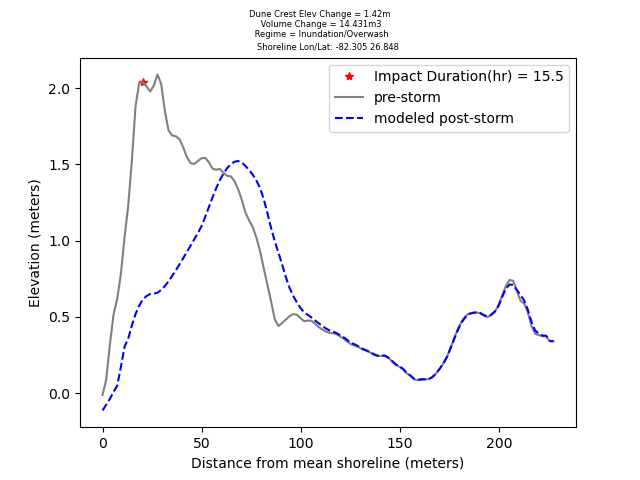 Dune Crest Elev Change = 1.42m
Volume Change = 14.431m3
Regime = Inundation/Overwash
Shoreline Lon/Lat: -82.305 26.848
Impact Duration(hr) = 15.5
pre-storm
modeled post-storm
Elevation (meters)
2.0
1.5
1.0
0.5
0.0
0 50 100 150 200
Distance from mean shoreline (meters)